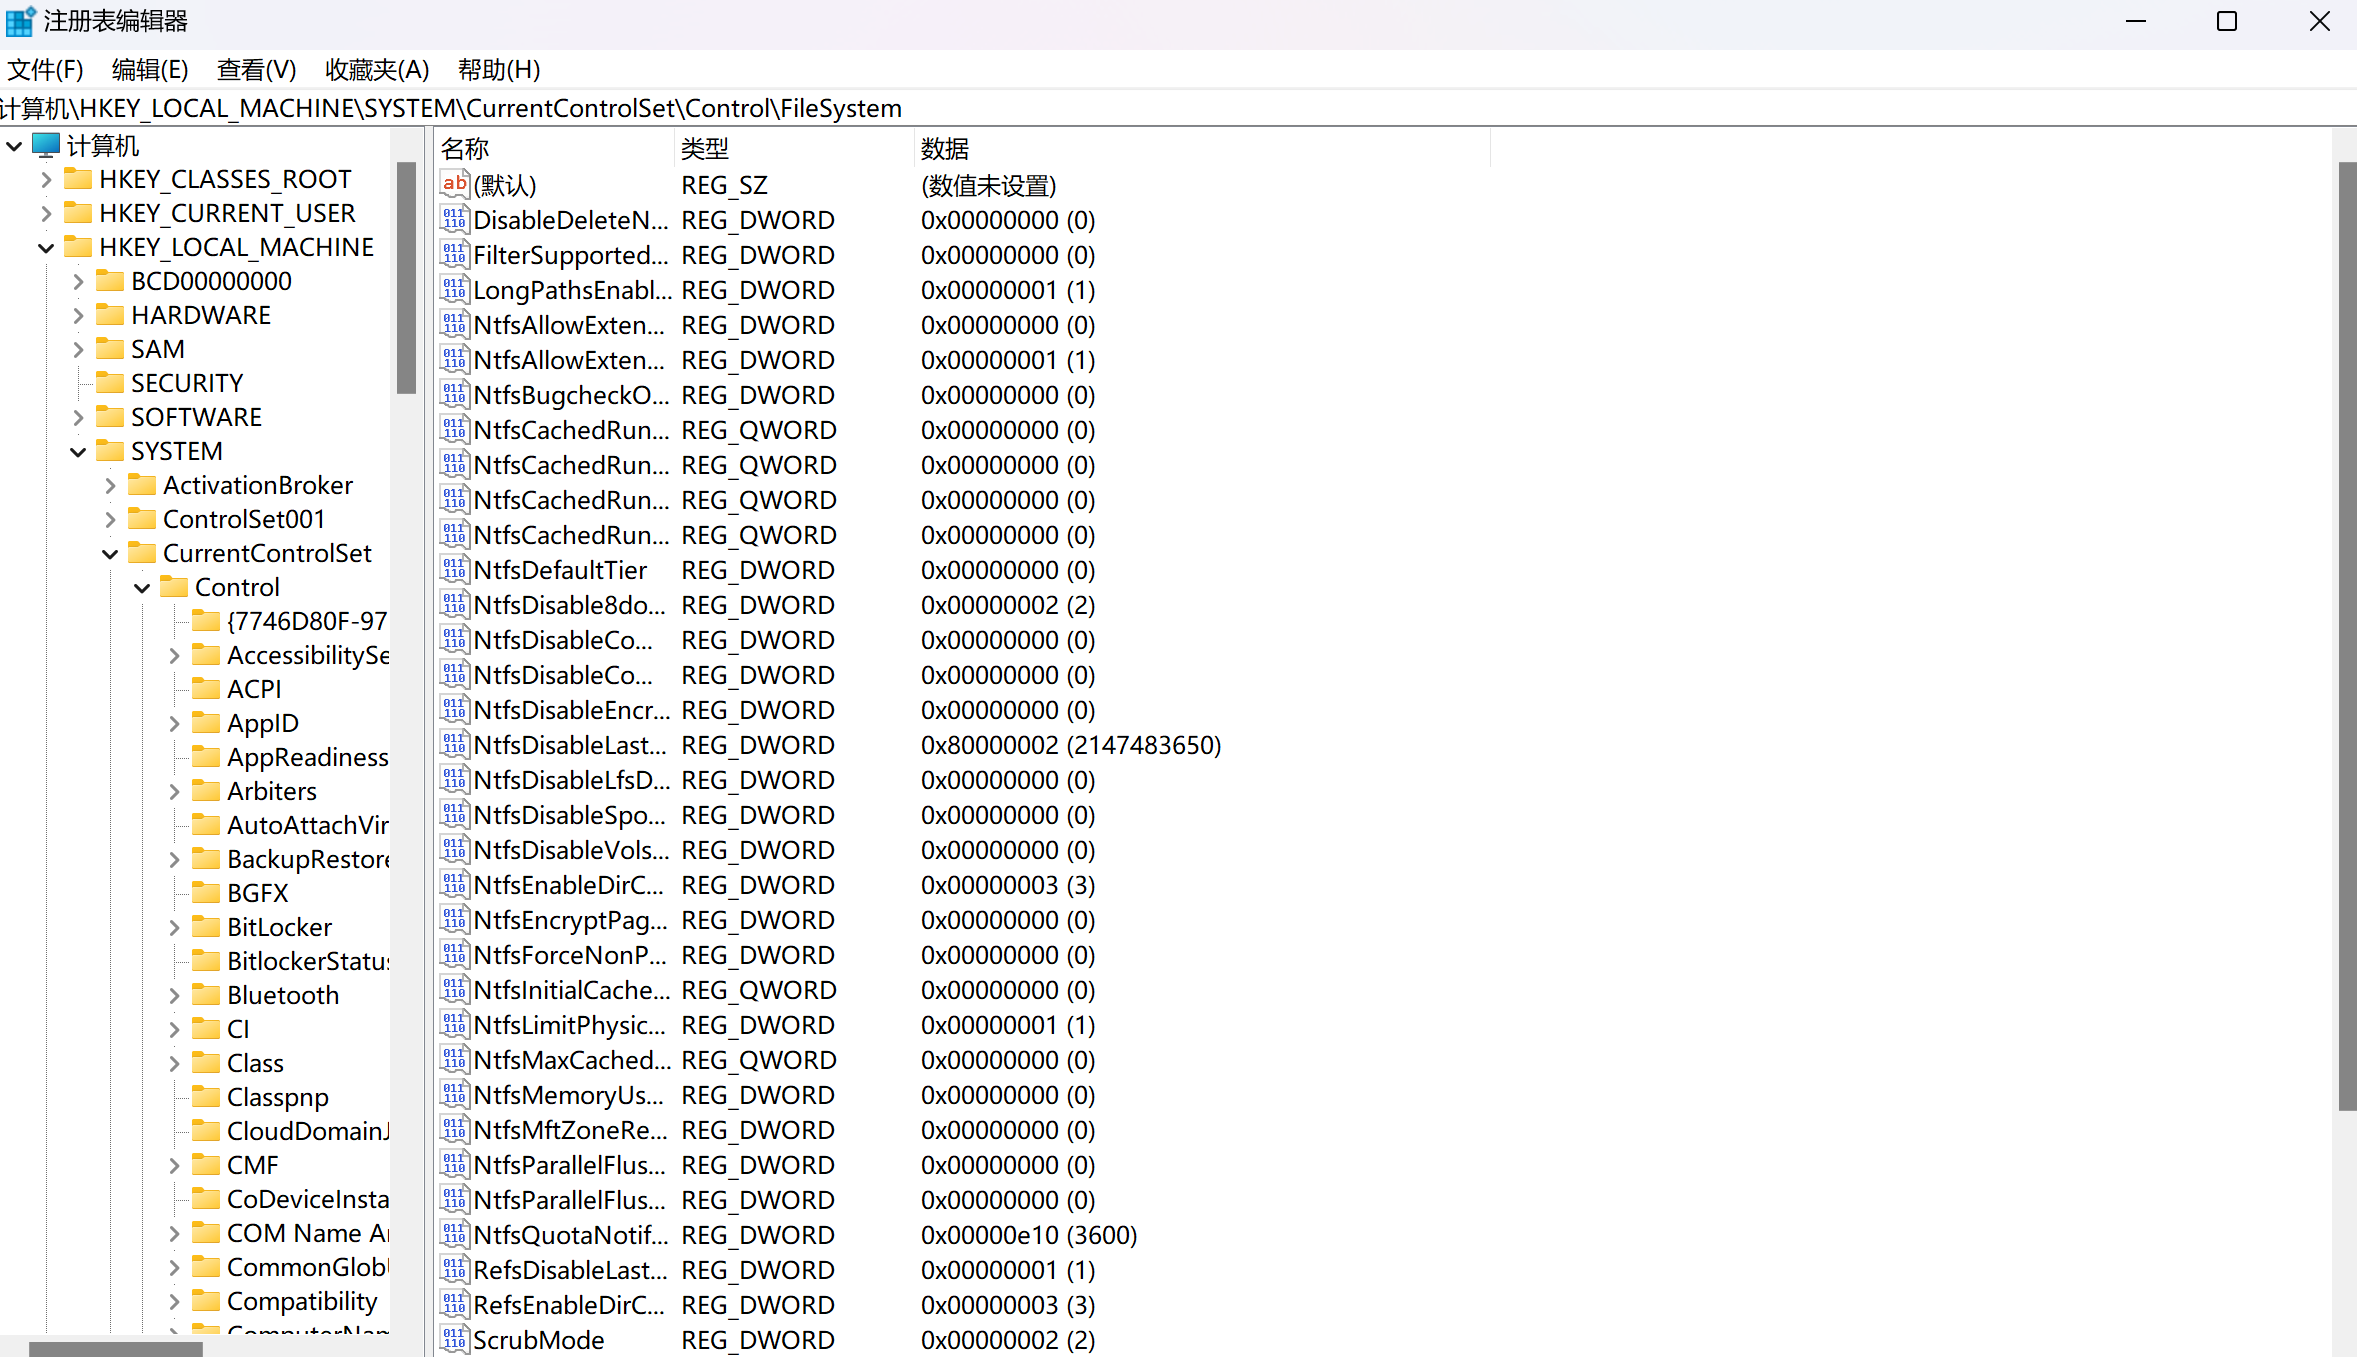 注册表编辑器
文件(F) 编辑(E) 查看(V) 收藏夹(A) 帮助(H)
计算机\HKEY_LOCAL_MACHINE\SYSTEM\CurrentControlSet\Control\FileSystem
计算机
HKEY_CLASSES_ROOT
HKEY_CURRENT_USER
HKEY_LOCAL_MACHINE
BCD00000000
HARDWARE
SAM
SECURITY
SOFTWARE
SYSTEM
ActivationBroker
ControlSet001
CurrentControlSet
Control
{7746D80F-97
AccessibilitySe
ACPI
AppID
AppReadiness
Arbiters
AutoAttachVir
BackupRestore
BGFX
BitLocker
BitlockerStatus
Bluetooth
CI
Class
Classpnp
CloudDomainJ
CMF
CoDeviceInsta
COM Name Ar
CommonGlobU
Compatibility
ComputerNam
名称 类型 数据
(默认) REG_SZ (数值未设置)
DisableDeleteN... REG_DWORD 0x00000000 (0)
FilterSupported... REG_DWORD 0x00000000 (0)
LongPathsEnabl... REG_DWORD 0x00000001 (1)
NtfsAllowExten... REG_DWORD 0x00000000 (0)
NtfsAllowExten... REG_DWORD 0x00000001 (1)
NtfsBugcheckO... REG_DWORD 0x00000000 (0)
NtfsCachedRun... REG_QWORD 0x00000000 (0)
NtfsCachedRun... REG_QWORD 0x00000000 (0)
NtfsCachedRun... REG_QWORD 0x00000000 (0)
NtfsCachedRun... REG_QWORD 0x00000000 (0)
NtfsDefaultTier REG_DWORD 0x00000000 (0)
NtfsDisable8do... REG_DWORD 0x00000002 (2)
NtfsDisableCo... REG_DWORD 0x00000000 (0)
NtfsDisableCo... REG_DWORD 0x00000000 (0)
NtfsDisableEncr... REG_DWORD 0x00000000 (0)
NtfsDisableLast... REG_DWORD 0x80000002 (2147483650)
NtfsDisableLfsD... REG_DWORD 0x00000000 (0)
NtfsDisableSpo... REG_DWORD 0x00000000 (0)
NtfsDisableVols... REG_DWORD 0x00000000 (0)
NtfsEnableDirC... REG_DWORD 0x00000003 (3)
NtfsEncryptPag... REG_DWORD 0x00000000 (0)
NtfsForceNonP... REG_DWORD 0x00000000 (0)
NtfsInitialCache... REG_QWORD 0x00000000 (0)
NtfsLimitPhysic... REG_DWORD 0x00000001 (1)
NtfsMaxCached... REG_QWORD 0x00000000 (0)
NtfsMemoryUs... REG_DWORD 0x00000000 (0)
NtfsMftZoneRe... REG_DWORD 0x00000000 (0)
NtfsParallelFlus... REG_DWORD 0x00000000 (0)
NtfsParallelFlus... REG_DWORD 0x00000000 (0)
NtfsQuotaNotif... REG_DWORD 0x00000e10 (3600)
RefsDisableLast... REG_DWORD 0x00000001 (1)
RefsEnableDirC... REG_DWORD 0x00000003 (3)
ScrubMode REG_DWORD 0x00000002 (2)